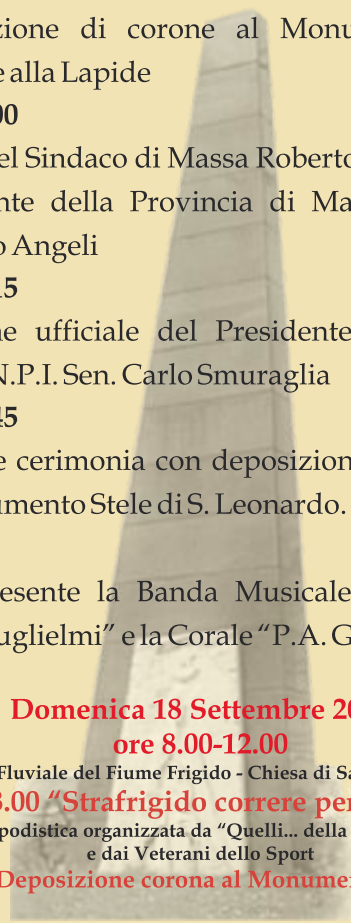 zione di corone al Monu
e alla Lapide
00
el Sindaco di Massa Roberto
nte della Provincia di Ma
o Angeli
15
ne ufficiale del Presidente
N.P.I. Sen. Carlo Smuraglia
45
e cerimonia con deposizion
umento Stele di S. Leonardo.
resente la Banda Musicale
uglielmi” e la Corale “P.A. G
Domenica 18 Settembre 20
ore 8.00-12.00
Fluviale del Fiume Frigido - Chiesa di Sa
8.00 “Strafrigido correre per
podistica organizzata da “Quelli... della
e dai Veterani dello Sport
Deposizione corona al Monume